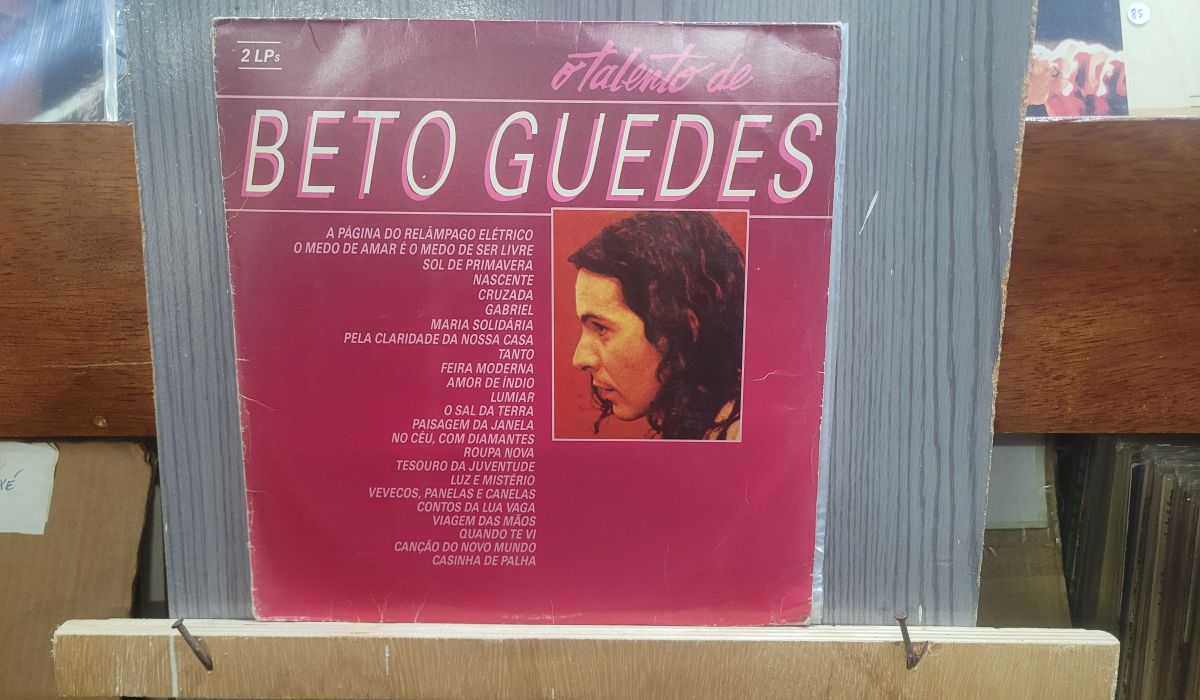 2 LPs
o talento de
BETO GUEDES
A PÁGINA DO RELÂMPAGO ELÉTRICO
O MEDO DE AMAR É O MEDO DE SER LIVRE
SOL DE PRIMAVERA
NASCENTE
CRUZADA
GABRIEL
MARIA SOLIDÁRIA
PELA CLARIDADE DA NOSSA CASA
TANTO
FEIRA MODERNA
AMOR DE ÍNDIO
LUMIAR
O SAL DA TERRA
PAISAGEM DA JANELA
NO CÉU, COM DIAMANTES
ROUPA NOVA
TESOURO DA JUVENTUDE
LUZ E MISTÉRIO
VEVECOS, PANELAS E CANELAS
CONTOS DA LUA VAGA
VIAGEM DAS MÃOS
QUANDO TE VI
CANÇÃO DO NOVO MUNDO
CASINHA DE PALHA
85